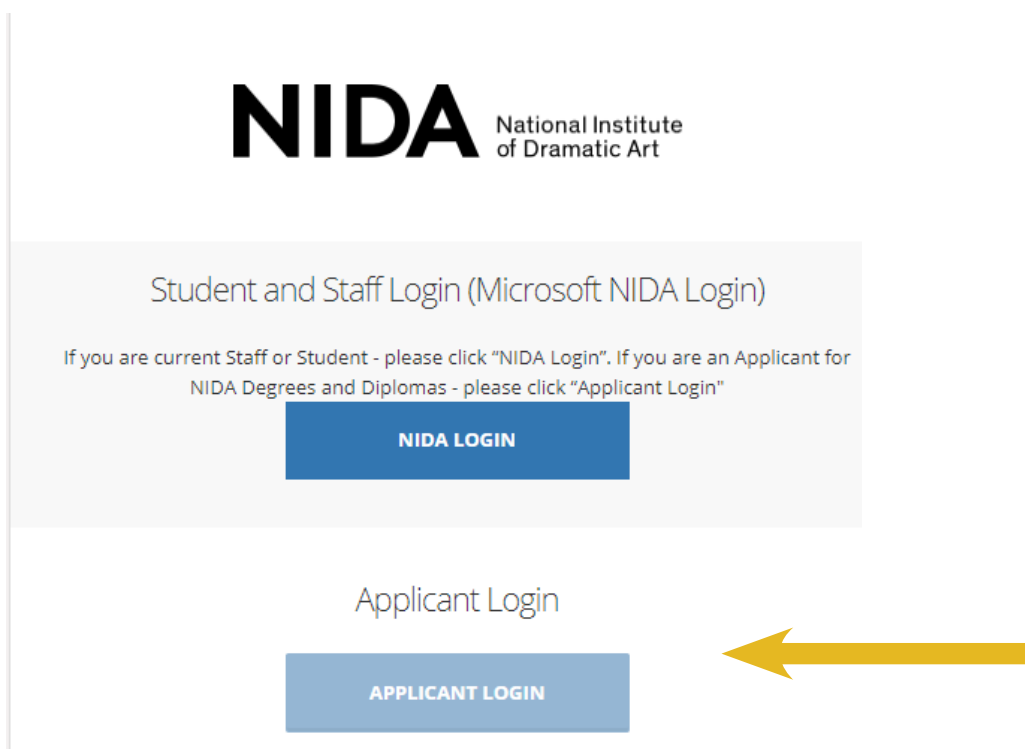 NIDA National Institute
of Dramatic Art
Student and Staff Login (Microsoft NIDA Login)
If you are current Staff or Student - please click “NIDA Login”. If you are an Applicant for
NIDA Degrees and Diplomas - please click “Applicant Login"
NIDA LOGIN
Applicant Login
APPLICANT LOGIN